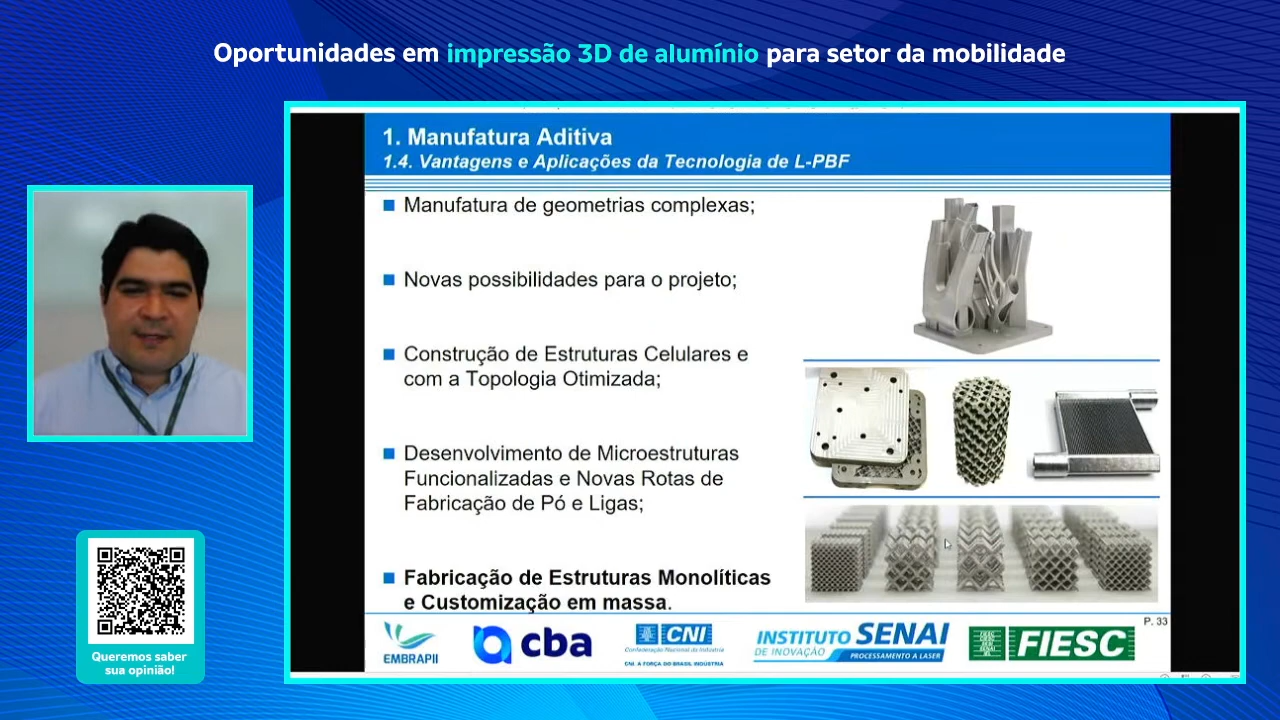 Oportunidades em impressão 3D de alumínio para setor da mobilidade
1. Manufatura Aditiva
1.4. Vantagens e Aplicações da Tecnologia de L-PBF
Manufatura de geometrias complexas;
Novas possibilidades para o projeto;
Construção de Estruturas Celulares e
com a Topologia Otimizada;
Desenvolvimento de Microestruturas
Funcionalizadas e Novas Rotas de
Fabricação de Pó e Ligas;
Fabricação de Estruturas Monolíticas
e Customização em massa.
P. 33
EMBRAPII
cba
CNI
Confederação Nacional da Indústria
CNI. A FORÇA DO BRASIL INDÚSTRIA
INSTITUTO SENAI
DE INOVAÇÃO
PROCESSAMENTO A LASER
FIESC
Queremos saber
sua opinião!